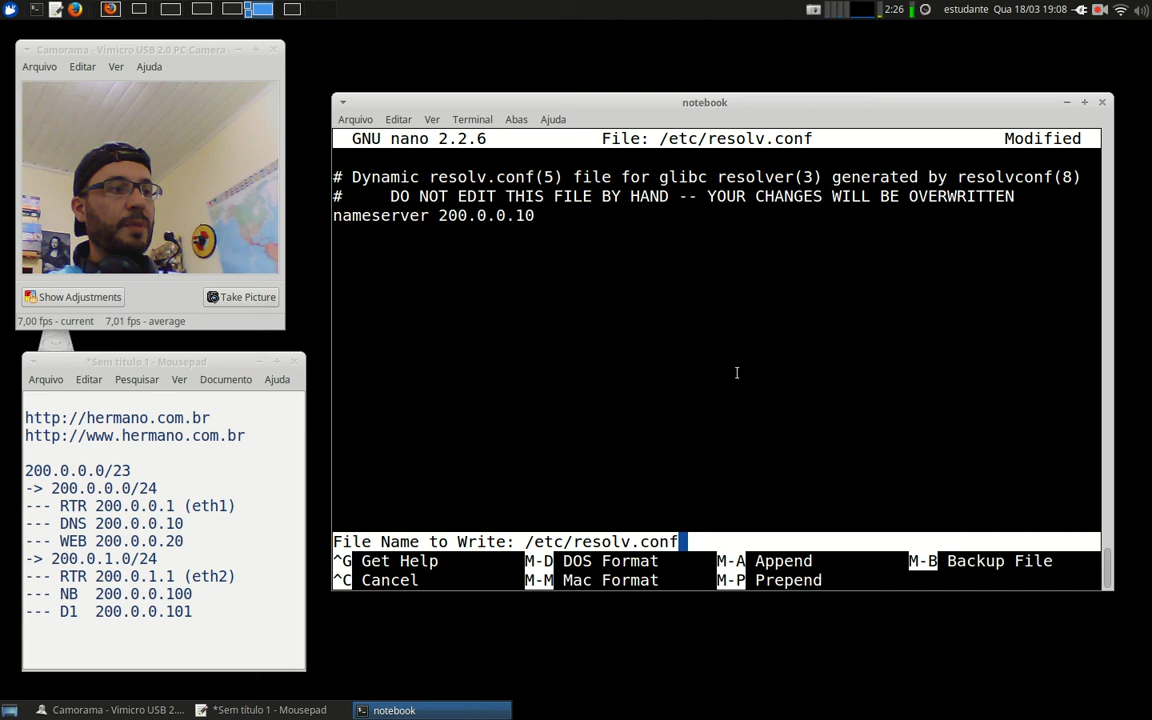 2:26
estudante
Qua 18/03 19:08
Camorama - Vimicro USB 2.0 PC Camera
Arquivo Editar Ver Ajuda
Show Adjustments
Take Picture
7,00 fps - current 7,01 fps - average
*Sem título 1 - Mousepad
Arquivo Editar Pesquisar Ver Documento Ajuda
http://hermano.com.br
http://www.hermano.com.br
200.0.0.0/23
-> 200.0.0.0/24
--- RTR 200.0.0.1 (eth1)
--- DNS 200.0.0.10
--- WEB 200.0.0.20
-> 200.0.1.0/24
--- RTR 200.0.1.1 (eth2)
--- NB 200.0.0.100
--- D1 200.0.0.101
notebook
Arquivo Editar Ver Terminal Abas Ajuda
GNU nano 2.2.6 File: /etc/resolv.conf Modified
# Dynamic resolv.conf(5) file for glibc resolver(3) generated by resolvconf(8)
# DO NOT EDIT THIS FILE BY HAND -- YOUR CHANGES WILL BE OVERWRITTEN
nameserver 200.0.0.10
File Name to Write: /etc/resolv.conf
^G Get Help M-D DOS Format M-A Append M-B Backup File
^C Cancel M-M Mac Format M-P Prepend
Camorama - Vimicro USB 2....
*Sem título 1 - Mousepad
notebook